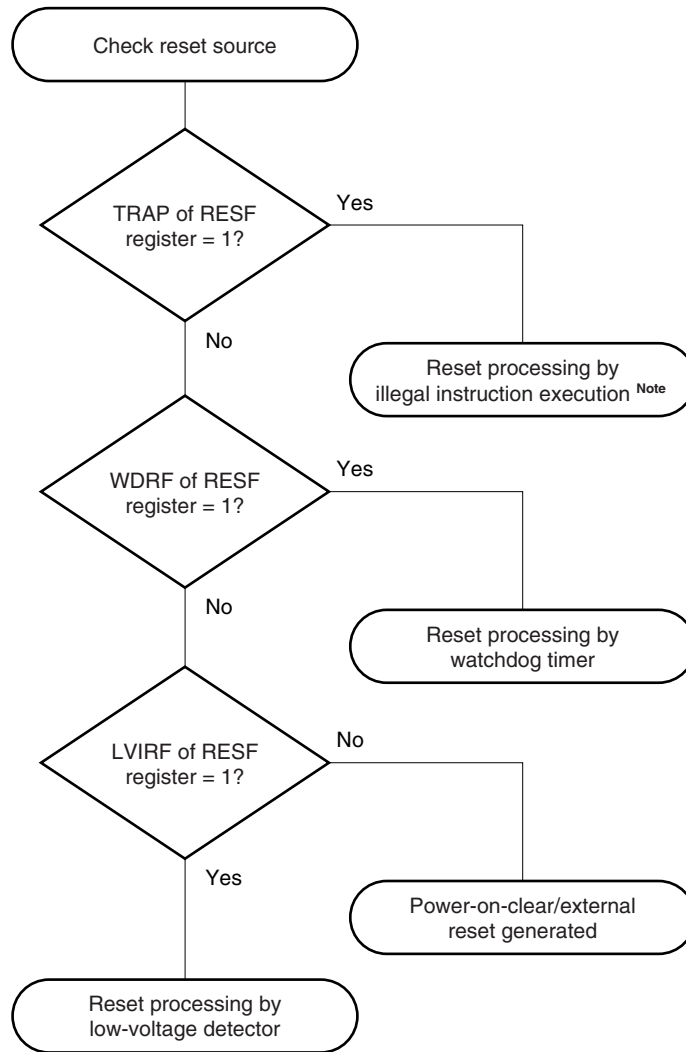 Check reset source
TRAP of RESF
register = 1?
Yes
No
Reset processing by
illegal instruction execution Note
WDRF of RESF
register = 1?
Yes
No
Reset processing by
watchdog timer
LVIRF of RESF
register = 1?
No
Yes
Power-on-clear/external
reset generated
Reset processing by
low-voltage detector